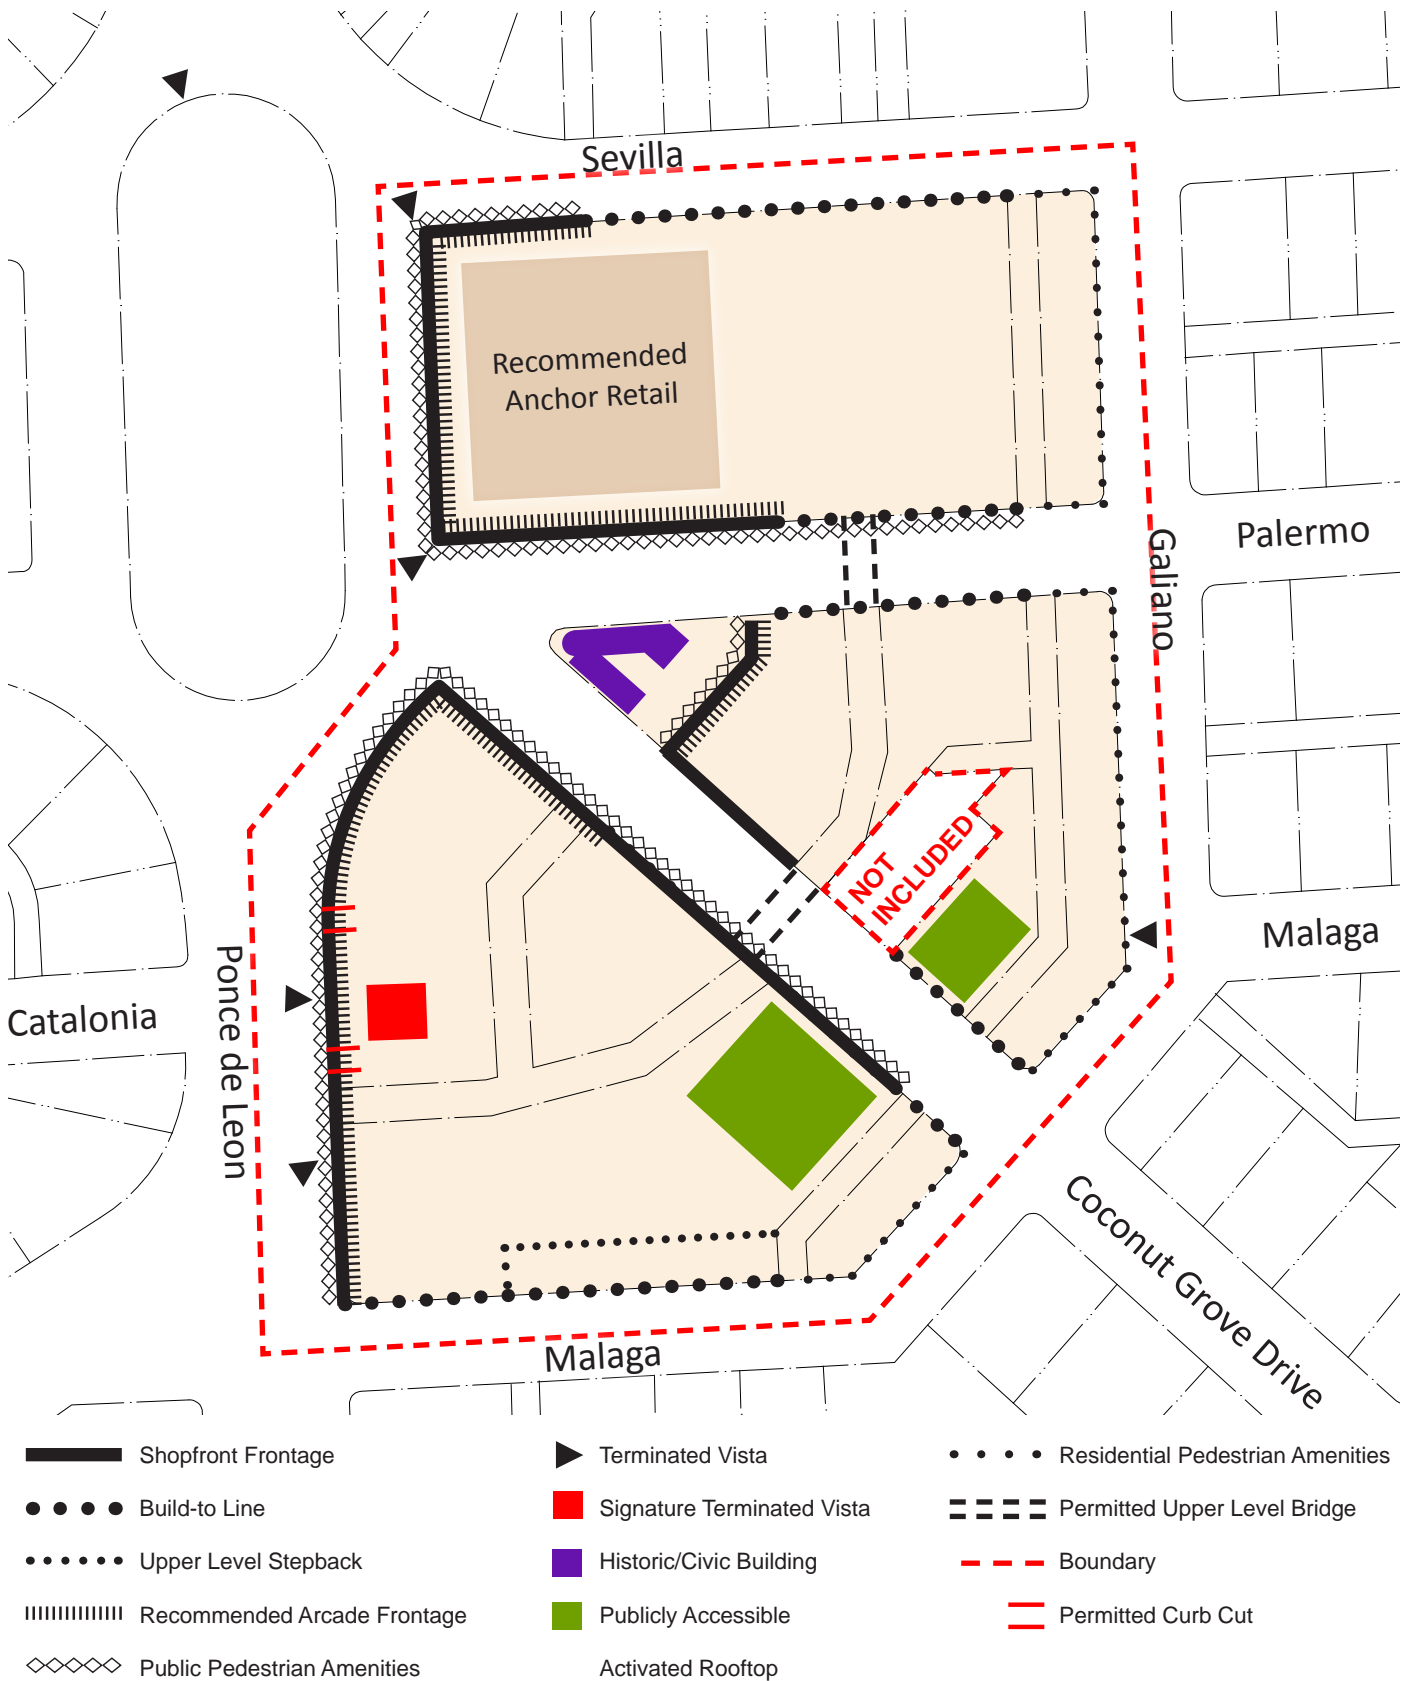 Sevilla
Recommended
Anchor Retail
Palermo
Galiano
NOT
INCLUDED
Malaga
Catalonia
Ponce de Leon
Coconut Grove Drive
Malaga
Shopfront Frontage
Build-to Line
Upper Level Stepback
Recommended Arcade Frontage
Public Pedestrian Amenities
Terminated Vista
Signature Terminated Vista
Historic/Civic Building
Publicly Accessible
Activated Rooftop
Residential Pedestrian Amenities
Permitted Upper Level Bridge
Boundary
Permitted Curb Cut